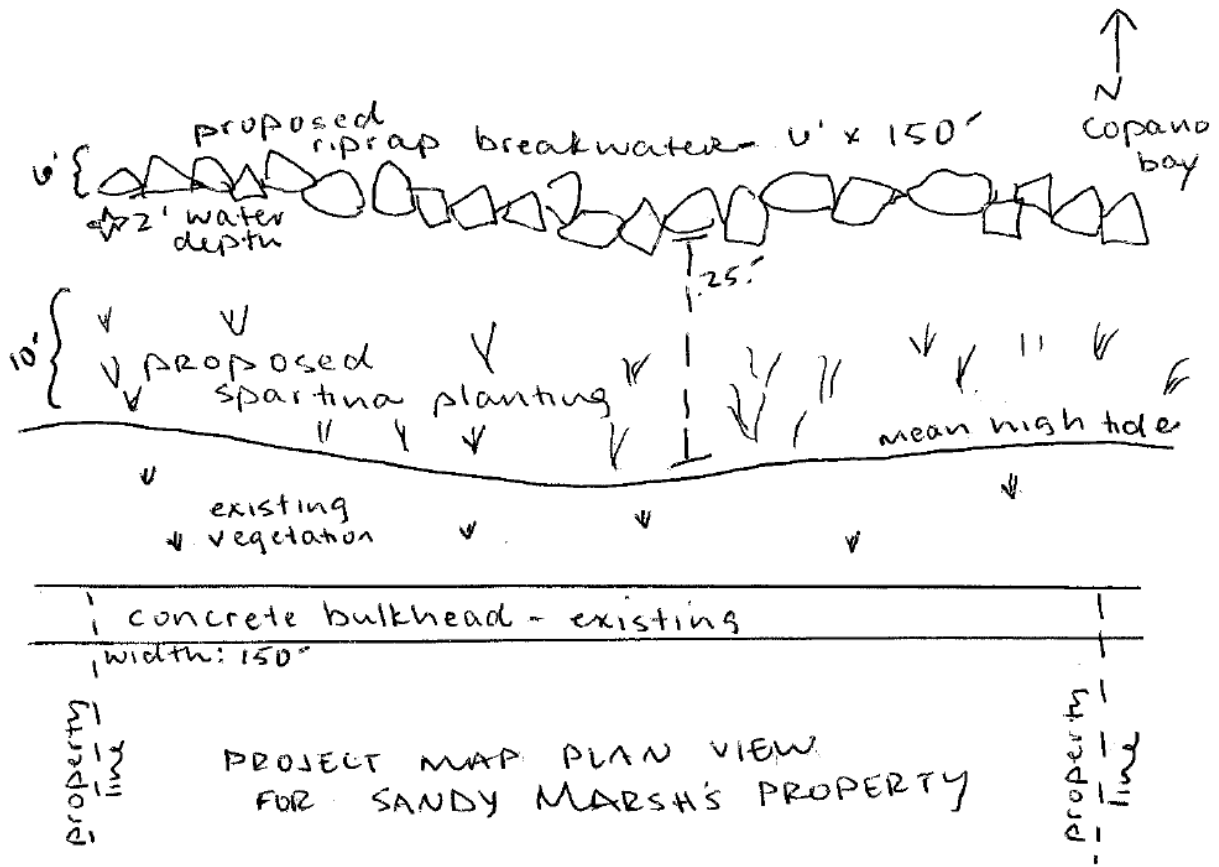 N
copano
bay
proposed
riprap breakwater- 6' x 150'
6'
2' water
depth
25'
10'
proposed
spartina planting
mean high tide
existing
vegetation
concrete bulkhead - existing
width: 150'
property
line
property
line
PROJECT MAP PLAN VIEW
FOR SANDY MARSH'S PROPERTY